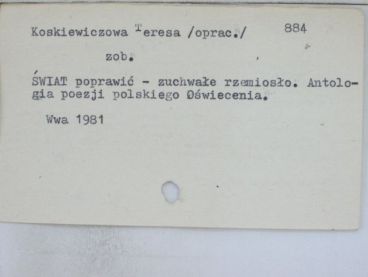 Koskiewiczowa Teresa /oprac./ 884
zob.
ŚWIAT poprawić - zuchwałe rzemiosło. Antolo-
gia poezji polskiego Oświecenia.
Wwa 1981